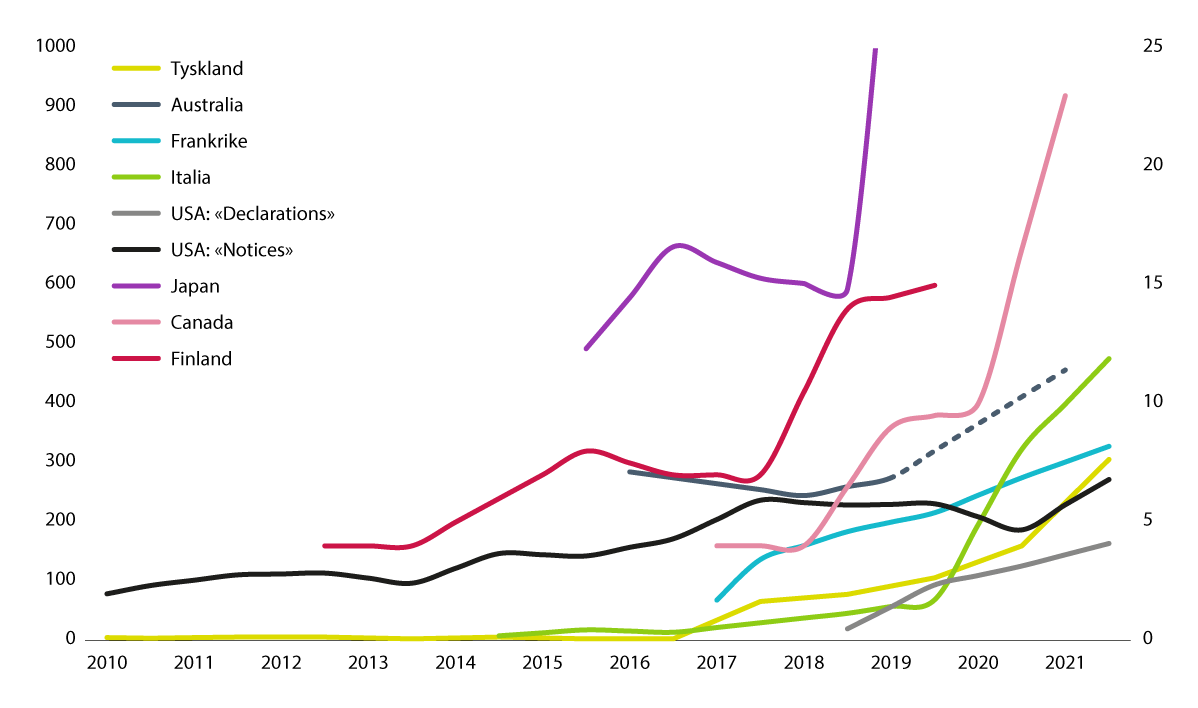 1000
900
800
700
600
500
400
300
200
100
0
Tyskland
Australia
Frankrike
Italia
USA: «Declarations»
USA: «Notices»
Japan
Canada
Finland
25
20
15
10
5
0
2010 2011 2012 2013 2014 2015 2016 2017 2018 2019 2020 2021